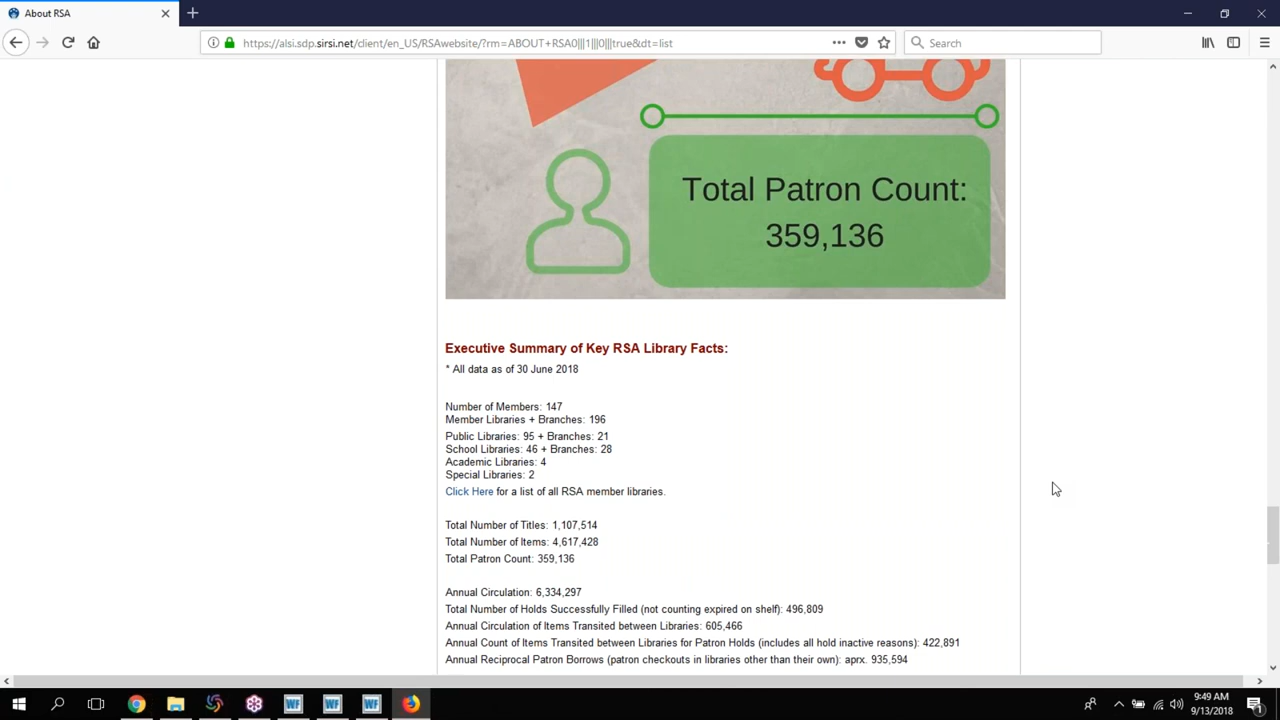 About RSA
https://alsi.sdp.sirsi.net/client/en_US/RSAwebsite/?rm=ABOUT+RSA0|||1|||0|||true&dt=list
Search
Total Patron Count:
359,136
Executive Summary of Key RSA Library Facts:
* All data as of 30 June 2018
Number of Members: 147
Member Libraries + Branches: 196
Public Libraries: 95 + Branches: 21
School Libraries: 46 + Branches: 28
Academic Libraries: 4
Special Libraries: 2
Click Here for a list of all RSA member libraries.
Total Number of Titles: 1,107,514
Total Number of Items: 4,617,428
Total Patron Count: 359,136
Annual Circulation: 6,334,297
Total Number of Holds Successfully Filled (not counting expired on shelf): 496,809
Annual Circulation of Items Transited between Libraries: 605,466
Annual Count of Items Transited between Libraries for Patron Holds (includes all hold inactive reasons): 422,891
Annual Reciprocal Patron Borrows (patron checkouts in libraries other than their own): aprx. 935,594
WF
WF
WF
9:49 AM
9/13/2018
1